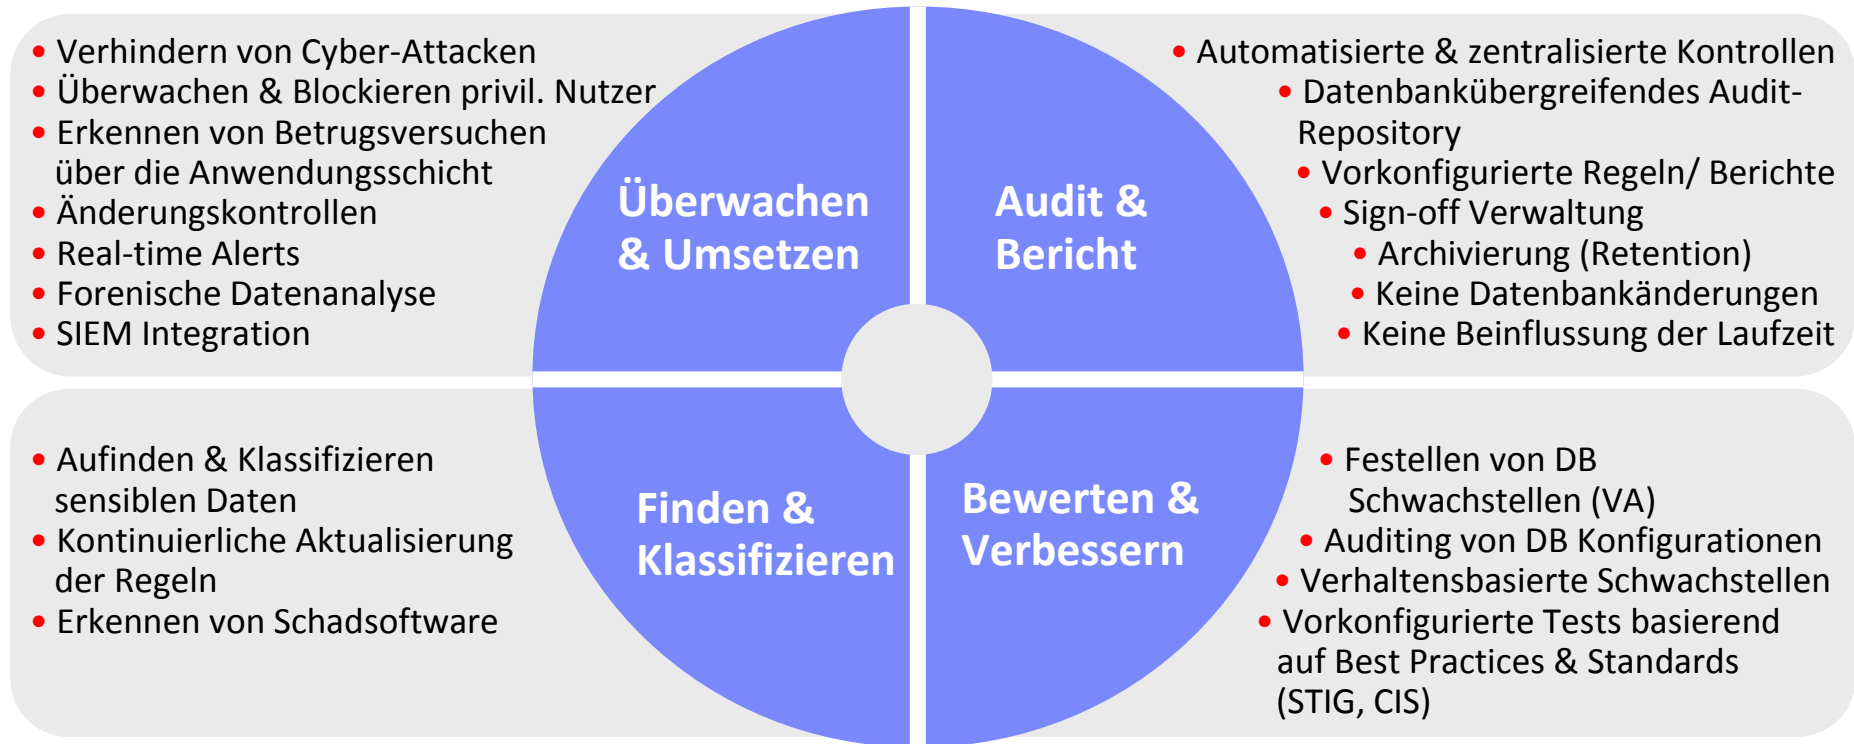 • Verhindern von Cyber-Attacken
• Überwachen & Blockieren privil. Nutzer
• Erkennen von Betrugsversuchen
über die Anwendungsschicht
• Änderungskontrollen
• Real-time Alerts
• Forenische Datenanalyse
• SIEM Integration
Überwachen
& Umsetzen
Audit &
Bericht
• Automatisierte & zentralisierte Kontrollen
• Datenbankübergreifendes Audit-
Repository
• Vorkonfigurierte Regeln/ Berichte
• Sign-off Verwaltung
• Archivierung (Retention)
• Keine Datenbankänderungen
• Keine Beinflussung der Laufzeit
• Aufinden & Klassifizieren
sensiblen Daten
• Kontinuierliche Aktualisierung
der Regeln
• Erkennen von Schadsoftware
Finden &
Klassifizieren
Bewerten &
Verbessern
• Festellen von DB
Schwachstellen (VA)
• Auditing von DB Konfigurationen
• Verhaltensbasierte Schwachstellen
• Vorkonfigurierte Tests basierend
auf Best Practices & Standards
(STIG, CIS)